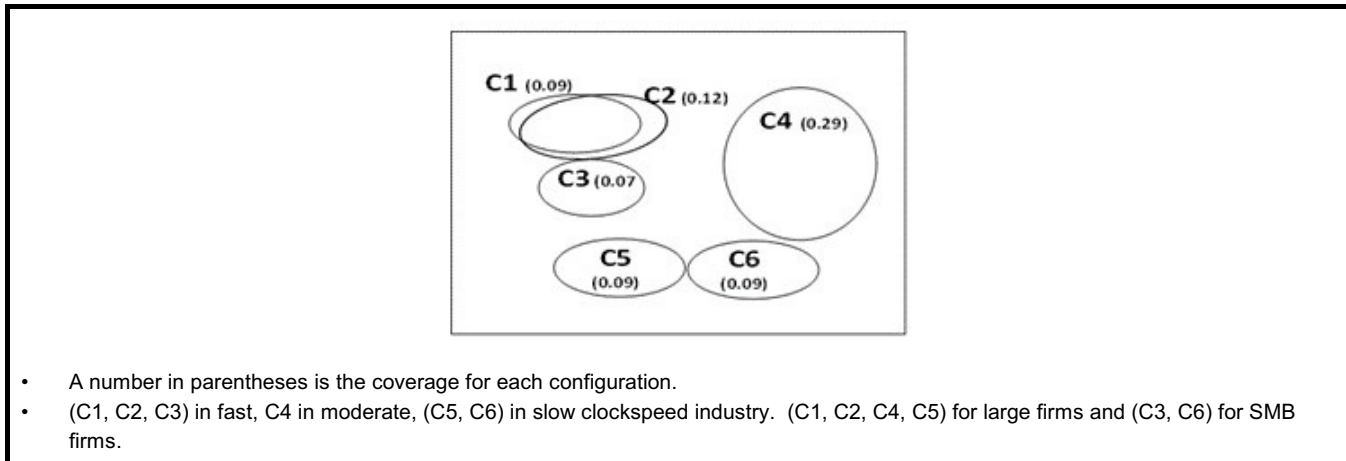 C1 (0.09)
C2 (0.12)
C4 (0.29)
C3 (0.07
C5
(0.09)
C6
(0.09)
• A number in parentheses is the coverage for each configuration.
• (C1, C2, C3) in fast, C4 in moderate, (C5, C6) in slow clockspeed industry. (C1, C2, C4, C5) for large firms and (C3, C6) for SMB
firms.